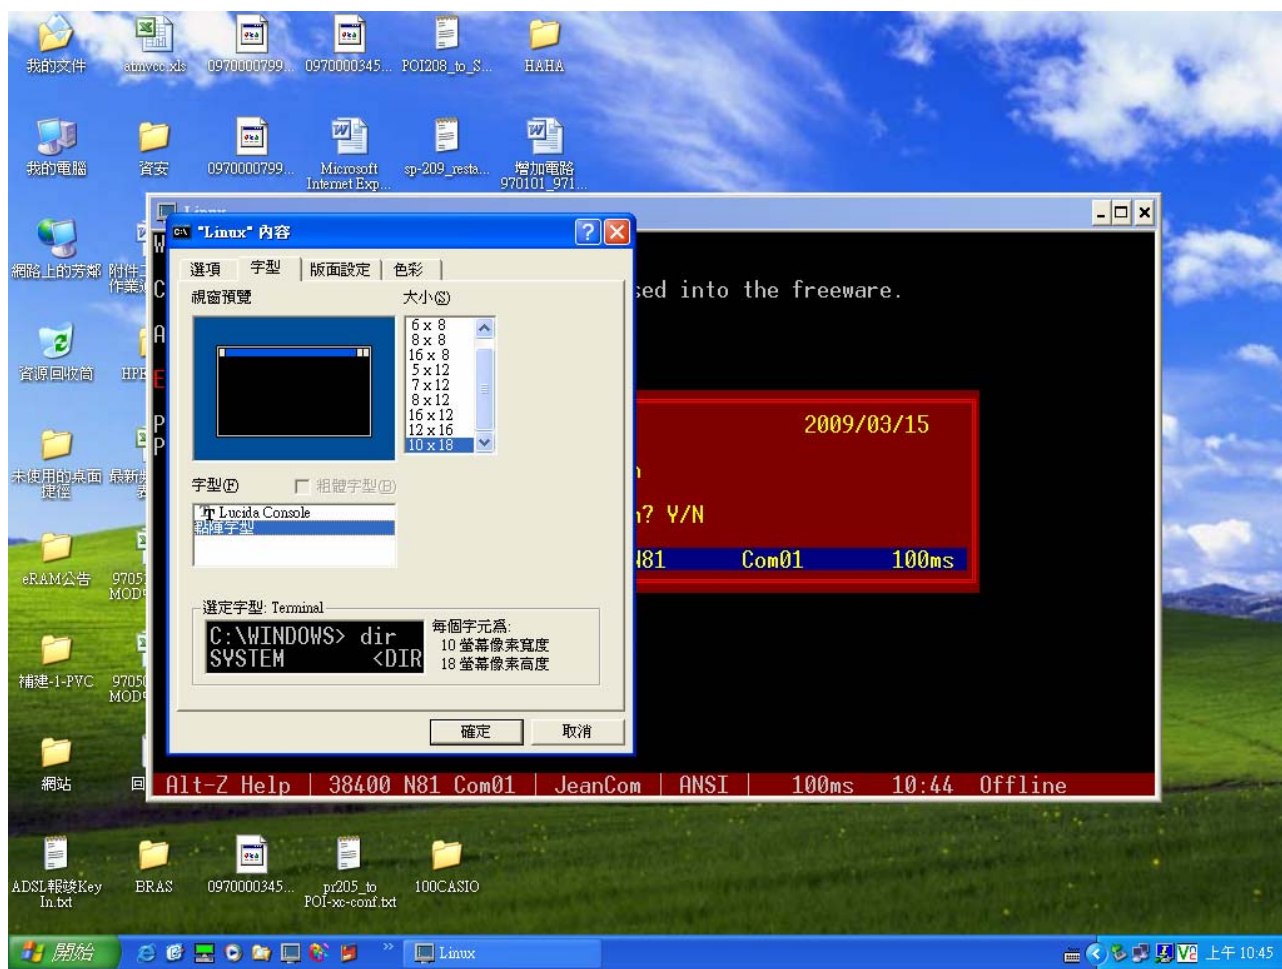 我的文件
atmvcc.xls
0970000799...
0970000345...
POI208_to_S...
HAHA
我的電腦
資安
0970000799...
Microsoft
Internet Exp...
sp-209_resta...
增加電路
970101_971...
網路上的芳鄰
附件二
作業
資源回收筒
HPE
未使用的桌面
捷徑
最新
表
eRAM公告
9705
MOD
補建-1-PVC
9705
MOD
網站
回
Linux
sed into the freeware.
2009/03/15
n? Y/N
N81 Com01 100ms
Alt-Z Help | 38400 N81 Com01 | JeanCom | ANSI | 100ms 10:44 Offline
"Linux" 內容
選項
字型
版面設定
色彩
視窗預覽
大小(S)
6 x 8
8 x 8
16 x 8
5 x 12
7 x 12
8 x 12
16 x 12
12 x 16
10 x 18
字型(F)
粗體字型(B)
Lucida Console
點陣字型
選定字型: Terminal
C:\WINDOWS> dir
SYSTEM <DIR
每個字元為:
10 螢幕像素寬度
18 螢幕像素高度
確定
取消
ADSL報竣Key
In.txt
BRAS
0970000345...
pr205_to
POI-xc-conf.txt
100CASIO
開始
Linux
上午 10:45